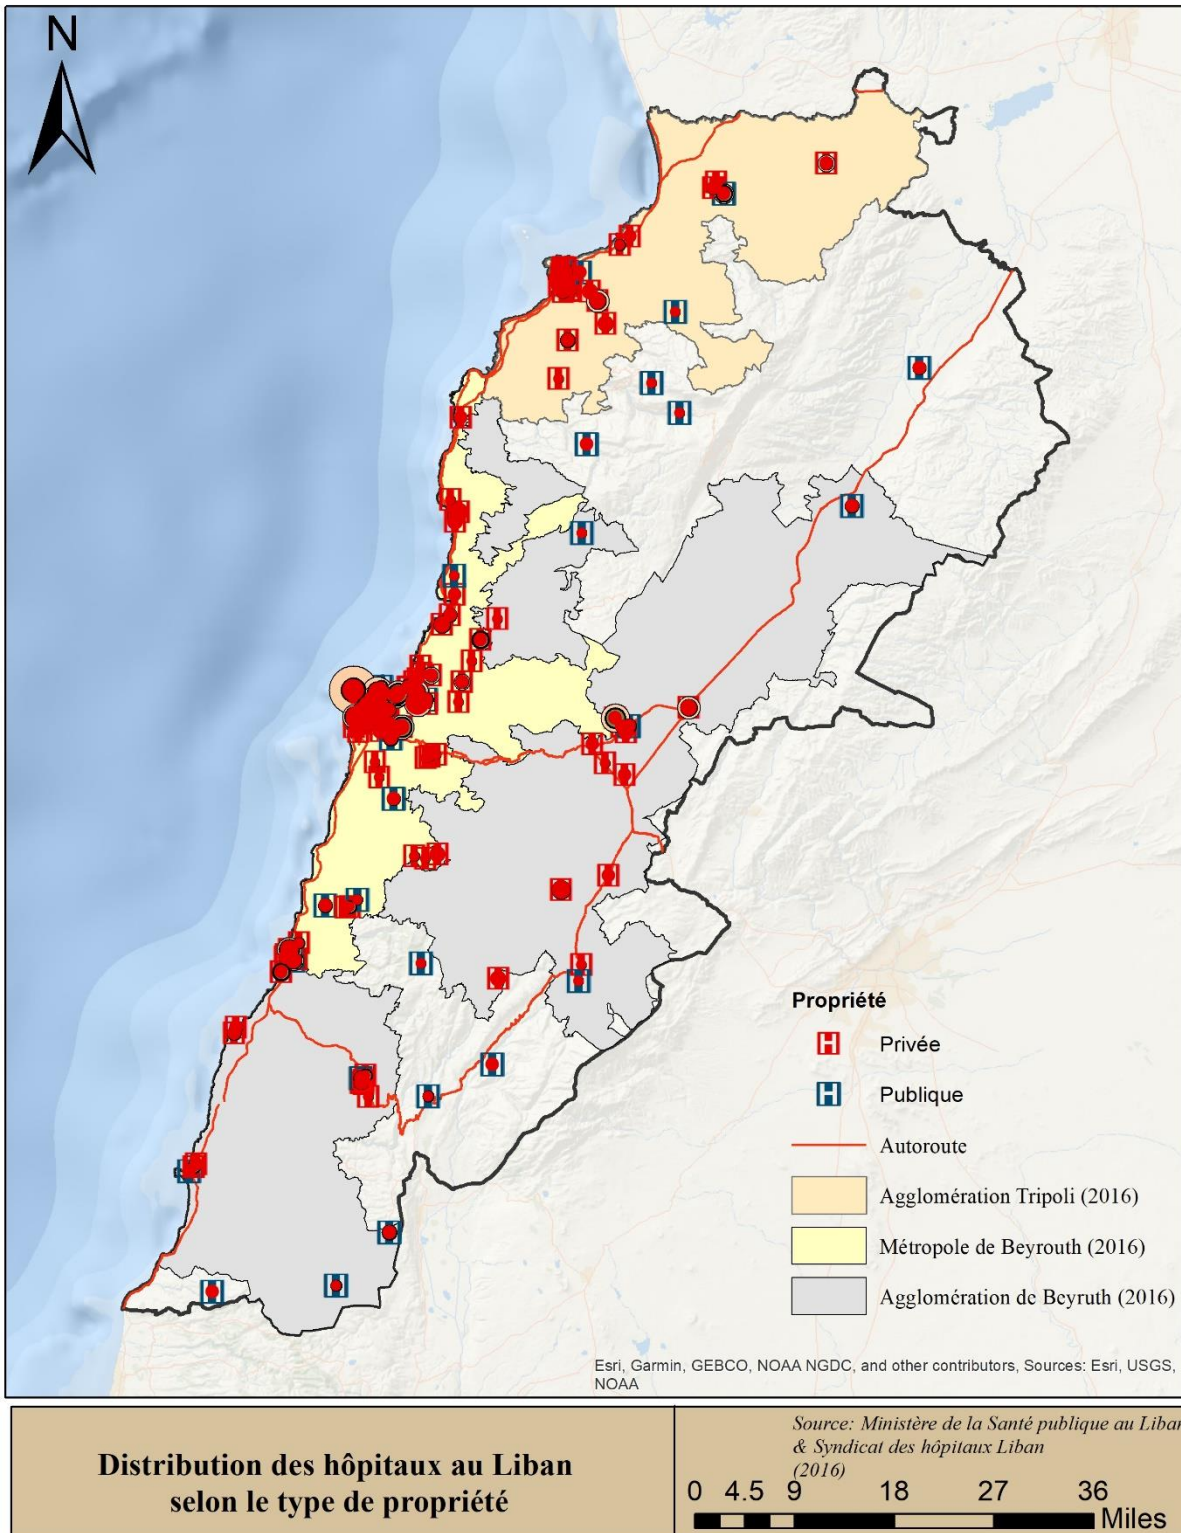 N
Propriété
H Privée
H Publique
Autoroute
Agglomération Tripoli (2016)
Métropole de Beyrouth (2016)
Agglomération de Beyruth (2016)
Esri, Garmin, GEBCO, NOAA NGDC, and other contributors, Sources: Esri, USGS,
NOAA
Distribution des hôpitaux au Liban
selon le type de propriété
Source: Ministère de la Santé publique au Liban
& Syndicat des hôpitaux Liban
(2016)
0 4.5 9 18 27 36
Miles